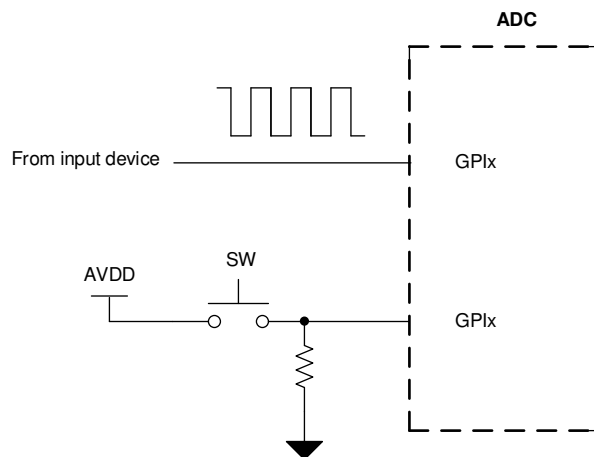 ADC
From input device
GPIx
SW
AVDD
GPIx